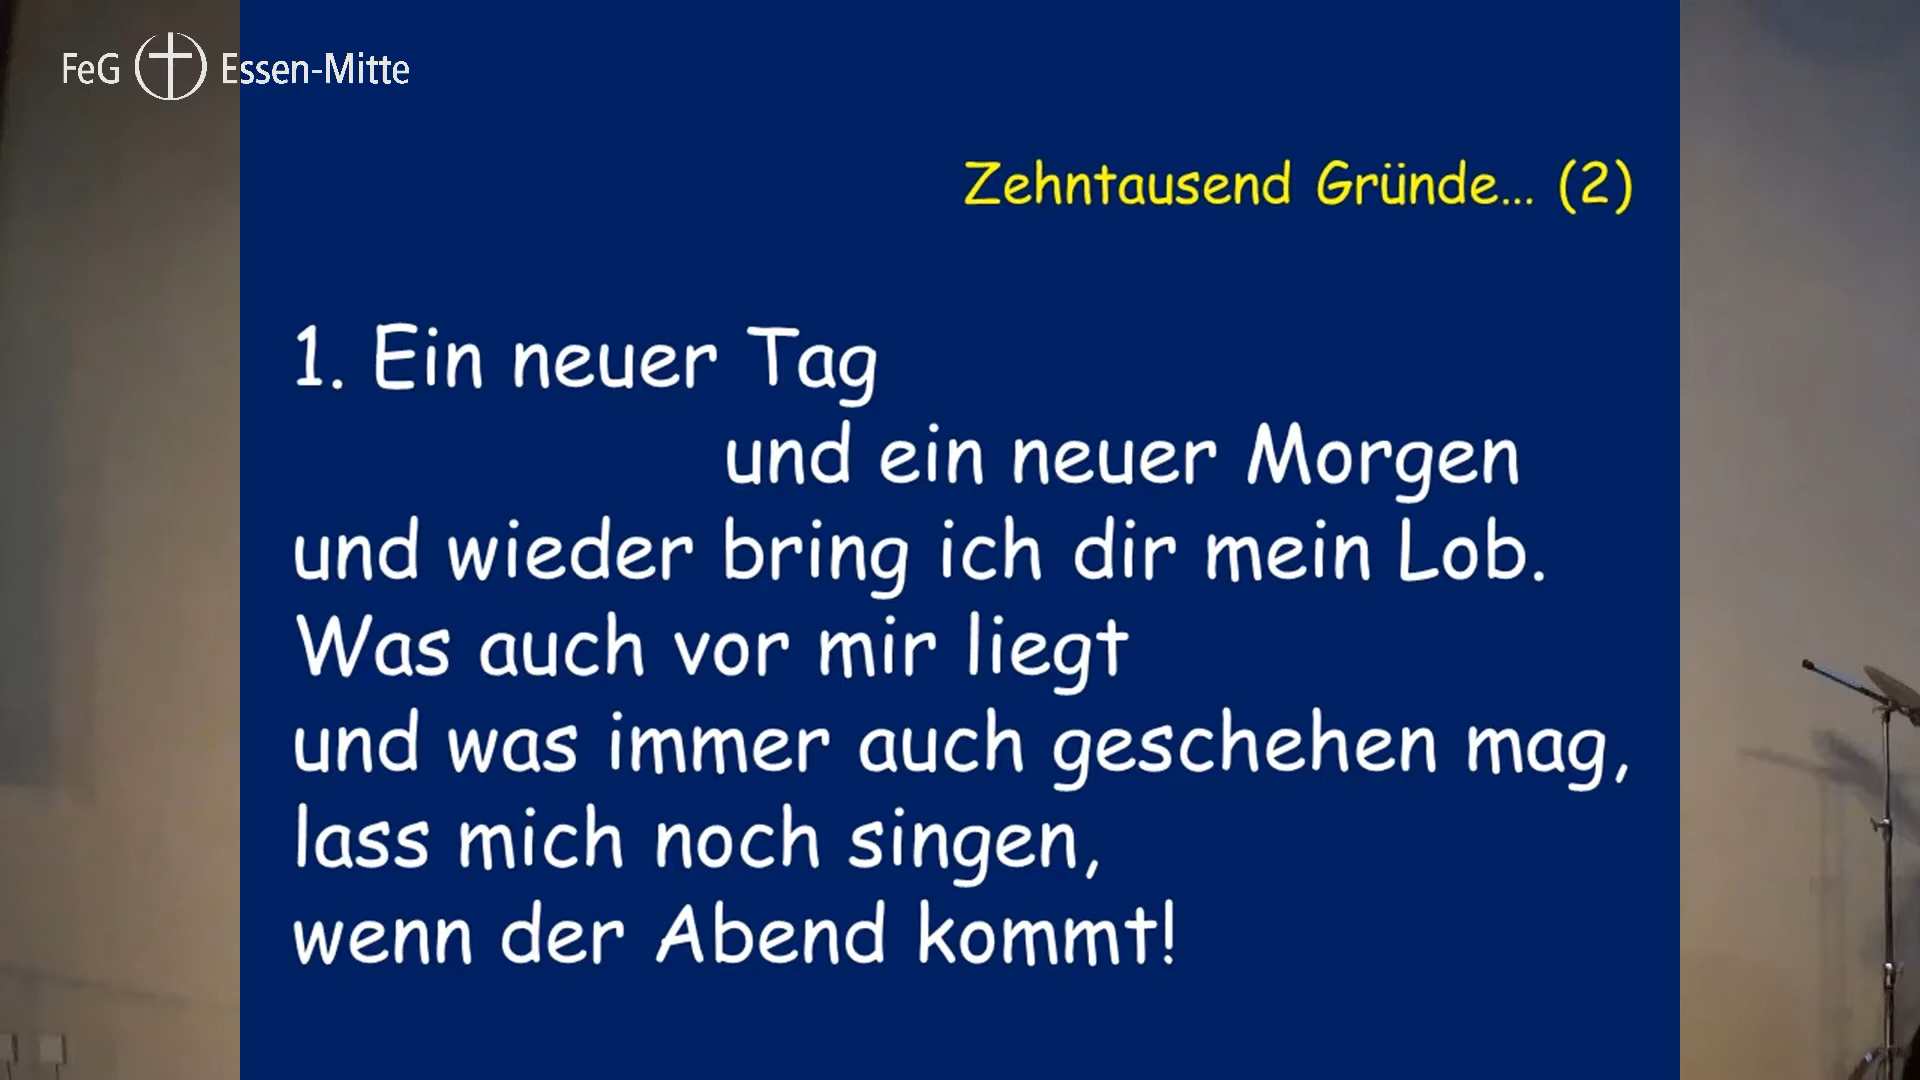 FeG Essen-Mitte
Zehntausend Gründe... (2)
1. Ein neuer Tag
und ein neuer Morgen
und wieder bring ich dir mein Lob.
Was auch vor mir liegt
und was immer auch geschehen mag,
lass mich noch singen,
wenn der Abend kommt!